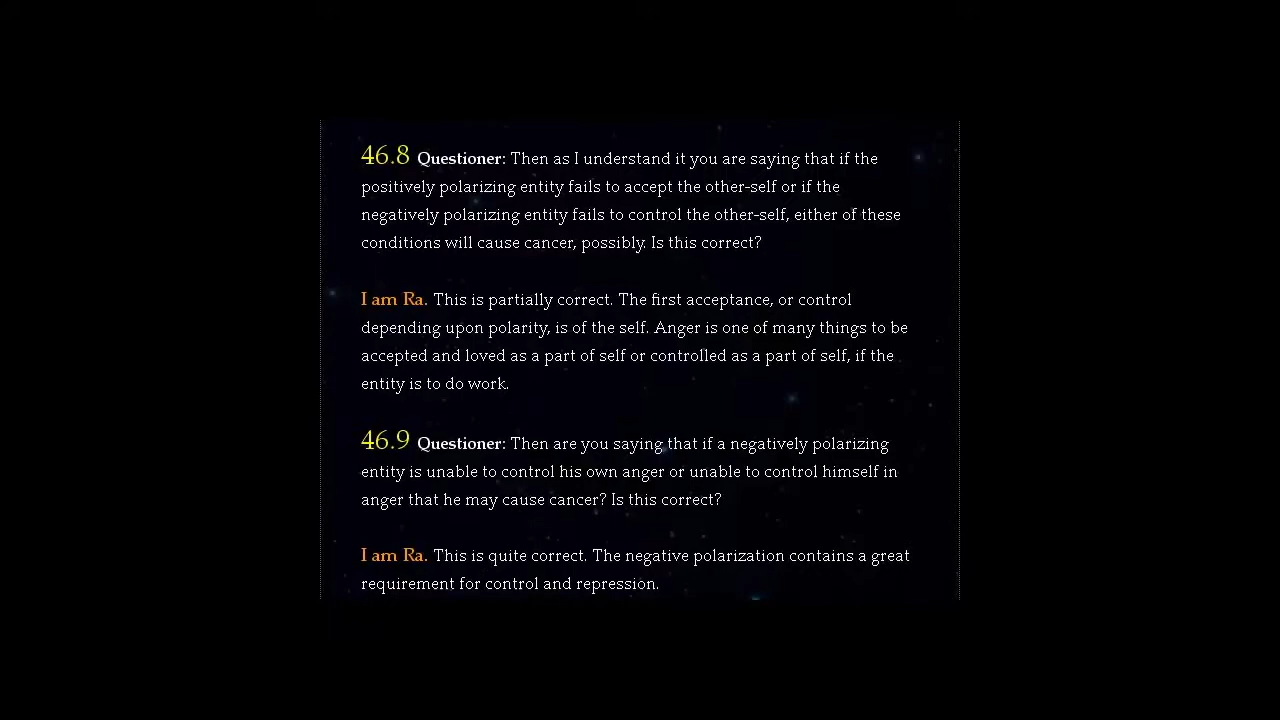 46.8 Questioner: Then as I understand it you are saying that if the
positively polarizing entity fails to accept the other-self or if the
negatively polarizing entity fails to control the other-self, either of these
conditions will cause cancer, possibly. Is this correct?
I am Ra. This is partially correct. The first acceptance, or control
depending upon polarity, is of the self. Anger is one of many things to be
accepted and loved as a part of self or controlled as a part of self, if the
entity is to do work.
46.9 Questioner: Then are you saying that if a negatively polarizing
entity is unable to control his own anger or unable to control himself in
anger that he may cause cancer? Is this correct?
I am Ra. This is quite correct. The negative polarization contains a great
requirement for control and repression.